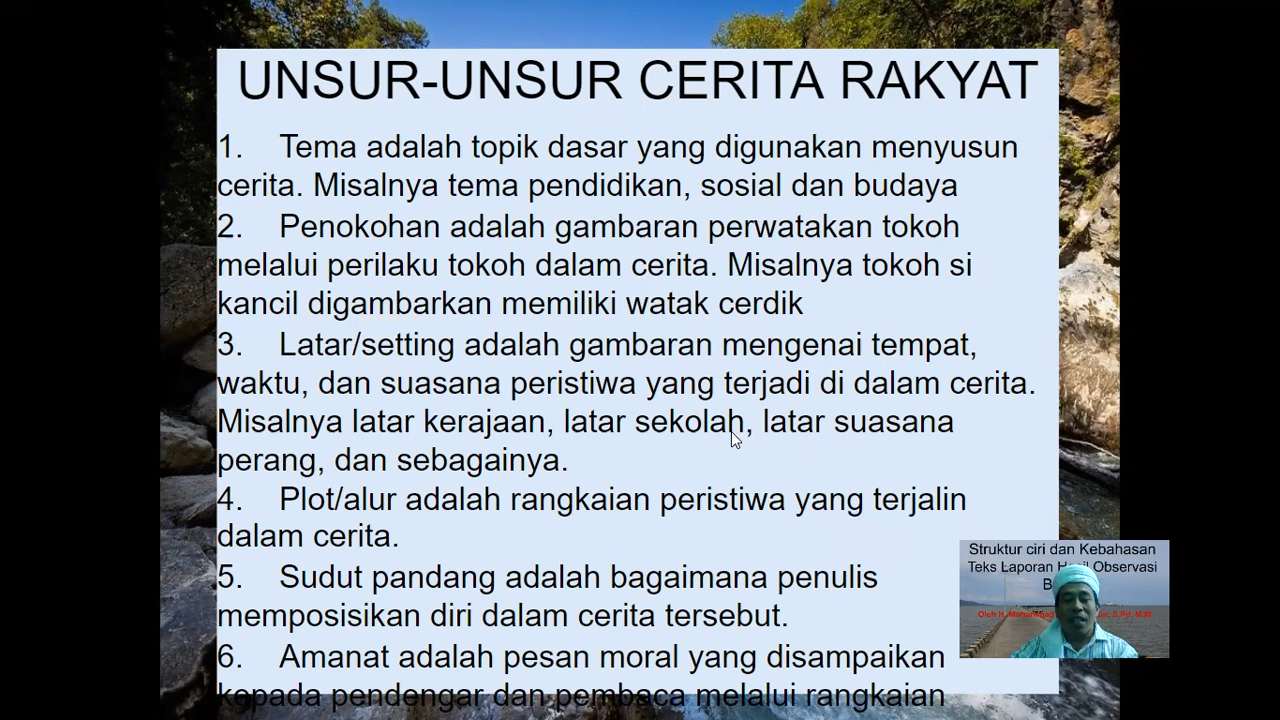 UNSUR-UNSUR CERITA RAKYAT
1. Tema adalah topik dasar yang digunakan menyusun
cerita. Misalnya tema pendidikan, sosial dan budaya
2. Penokohan adalah gambaran perwatakan tokoh
melalui perilaku tokoh dalam cerita. Misalnya tokoh si
kancil digambarkan memiliki watak cerdik
3. Latar/setting adalah gambaran mengenai tempat,
waktu, dan suasana peristiwa yang terjadi di dalam cerita.
Misalnya latar kerajaan, latar sekolah, latar suasana
perang, dan sebagainya.
4. Plot/alur adalah rangkaian peristiwa yang terjalin
dalam cerita.
5. Sudut pandang adalah bagaimana penulis
memposisikan diri dalam cerita tersebut.
6. Amanat adalah pesan moral yang disampaikan
kepada pendengar dan pembaca melalui rangkaian
Struktur ciri dan Kebahasan
Teks Laporan Hasil Observasi
Oleh H. S.Pd, M.M